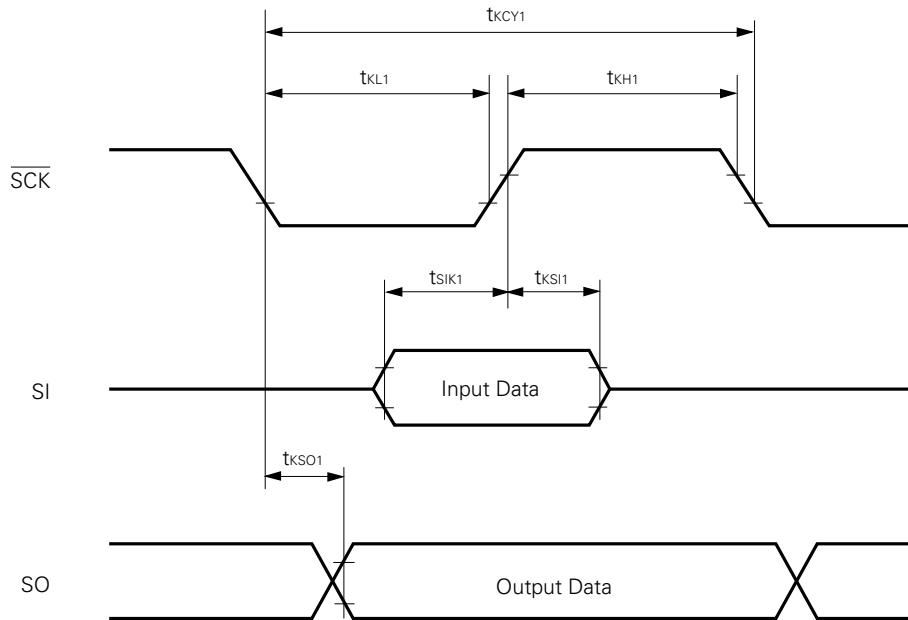 tKCY1
tKL1 tKH1
SCK
tSIK1 tKSI1
SI Input Data
tKSO1
SO Output Data